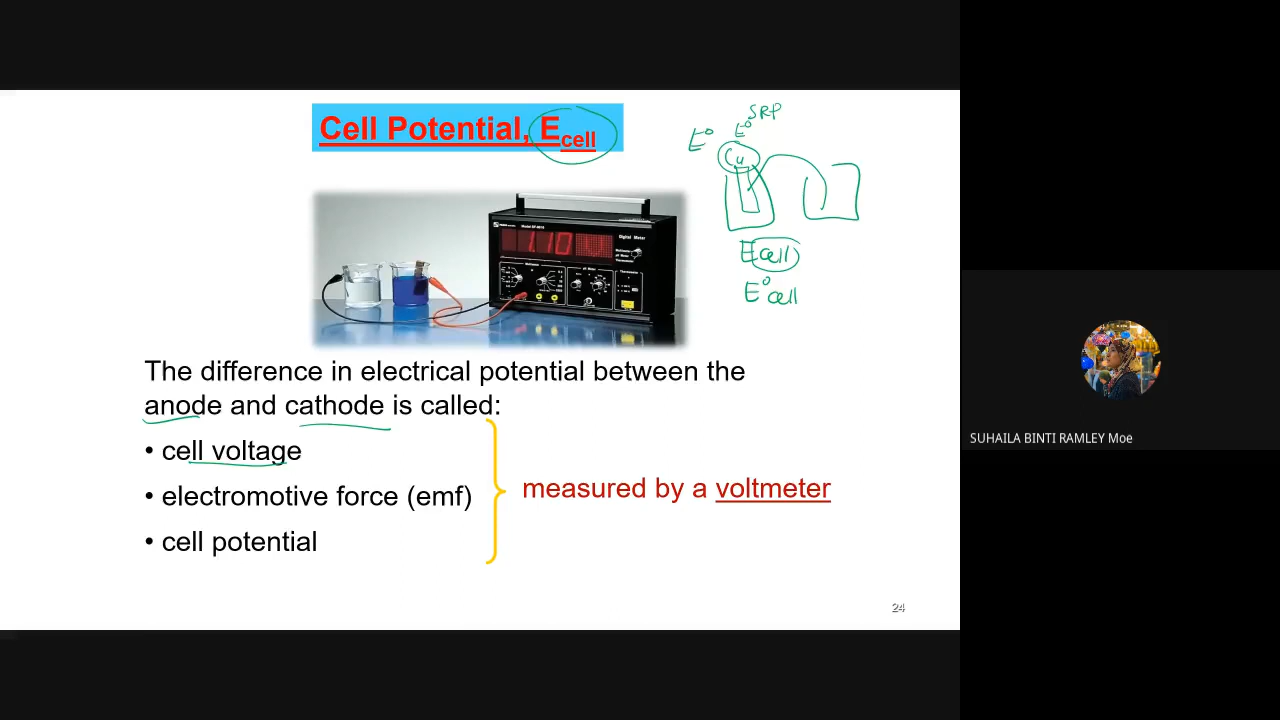 Cell Potential, Ecell
SRP
E°
E°
Cu
1.10
Digital Meter
Ecell
E°cell
The difference in electrical potential between the
anode and cathode is called:
• cell voltage
• electromotive force (emf)
• cell potential
measured by a voltmeter
24
SUHAILA BINTI RAMLEY Moe